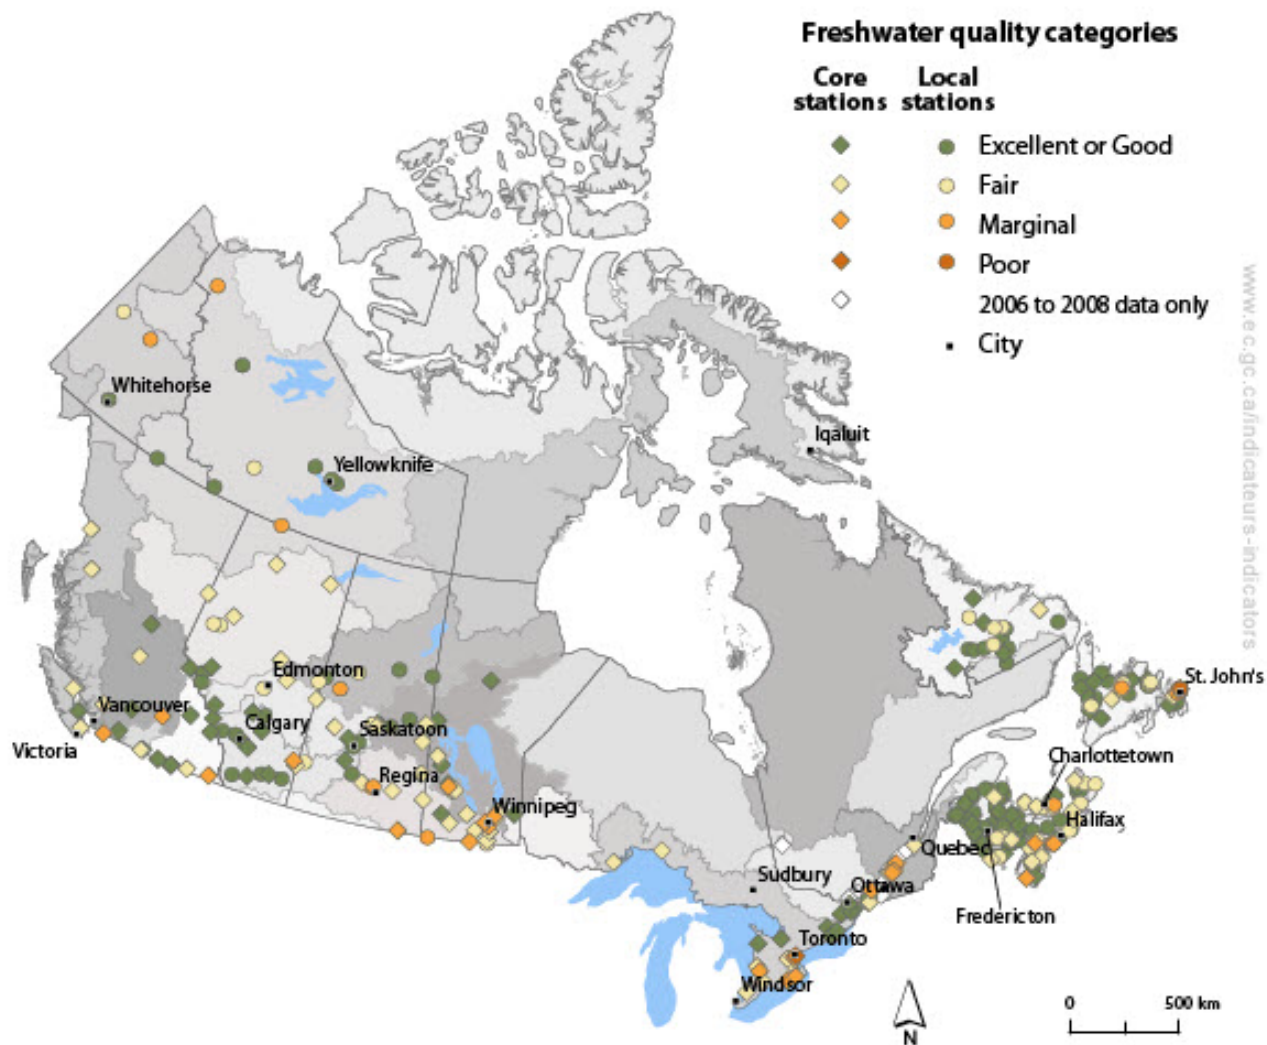 Freshwater quality categories
Core stations
Local stations
Excellent or Good
Fair
Marginal
Poor
2006 to 2008 data only
City
www.ec.gc.ca/indicateurs-indicators
Whitehorse
Iqaluit
Yellowknife
Edmonton
St. John's
Vancouver
Calgary
Saskatoon
Victoria
Charlottetown
Regina
Winnipeg
Halifax
Quebec
Sudbury
Ottawa
Fredericton
Toronto
Windsor
0 500 km
N